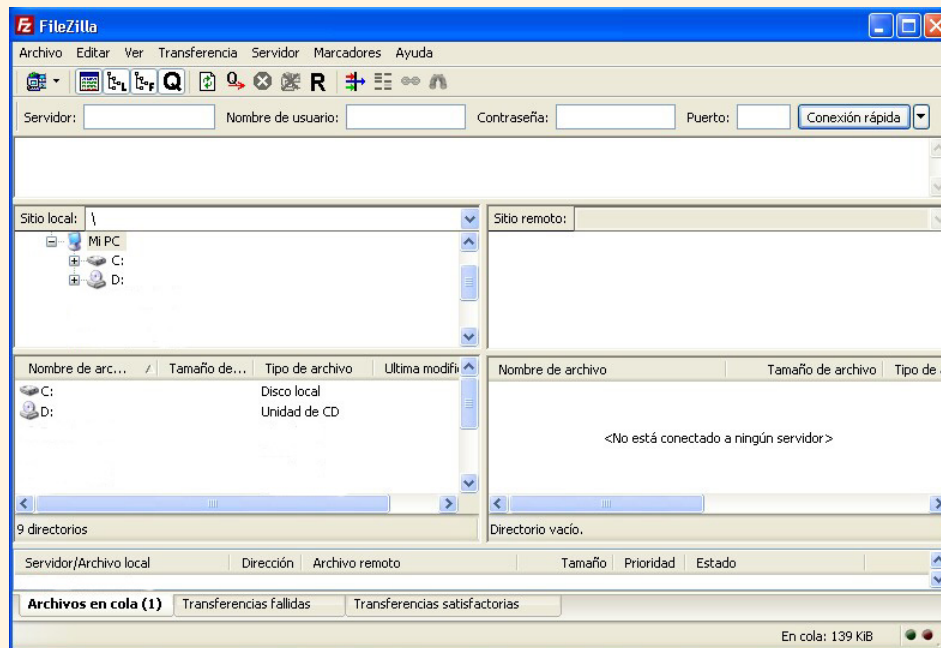 FileZilla
Archivo Editar Ver Transferencia Servidor Marcadores Ayuda
Servidor: Nombre de usuario: Contraseña: Puerto: Conexión rápida
Sitio local: \ Sitio remoto:
Mi PC
C:
D:
Nombre de arc... / Tamaño de... Tipo de archivo Ultima modifi Nombre de archivo Tamaño de archivo Tipo de
C: Disco local
D: Unidad de CD
<No está conectado a ningún servidor>
9 directorios Directorio vacío.
Servidor/Archivo local Dirección Archivo remoto Tamaño Prioridad Estado
Archivos en cola (1) Transferencias fallidas Transferencias satisfactorias
En cola: 139 KiB